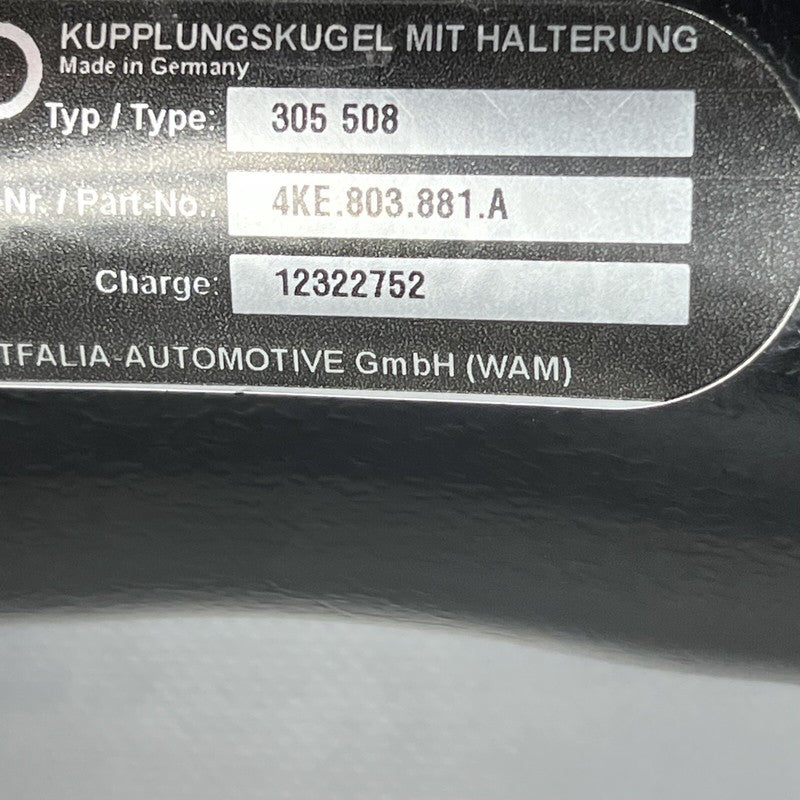 KUPPLUNGSKUGEL MIT HALTERUNG
Made in Germany
Typ / Type: 305 508
-Nr. / Part-No.: 4KE.803.881.A
Charge: 12322752
TFALIA-AUTOMOTIVE GmbH (WAM)